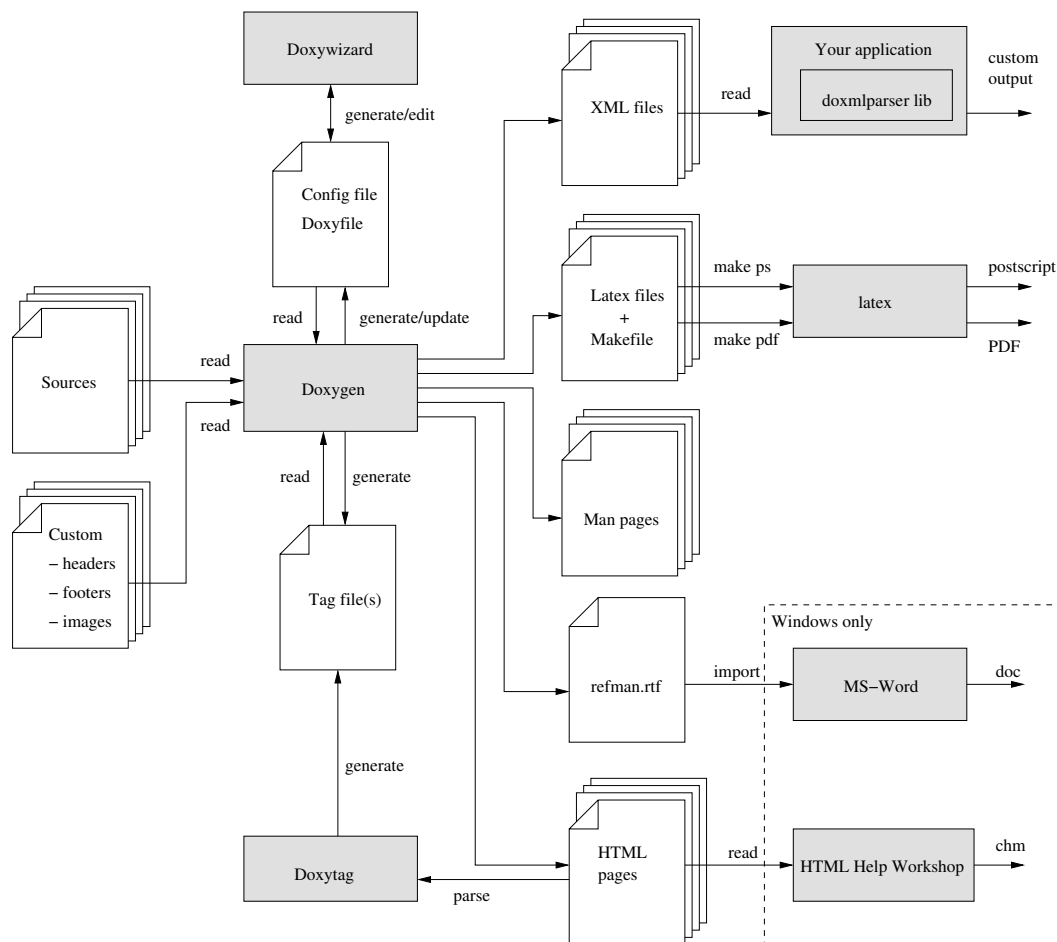 Doxywizard
generate/edit
Config file
Doxyfile
read
generate/update
Sources
read
Doxygen
read
Custom
– headers
– footers
– images
read
generate
Tag file(s)
generate
Doxytag
parse
XML files
read
Your application
doxmlparser lib
custom
output
Latex files
+
Makefile
make ps
make pdf
latex
postscript
PDF
Man pages
refman.rtf
import
Windows only
MS–Word
doc
HTML
pages
read
HTML Help Workshop
chm